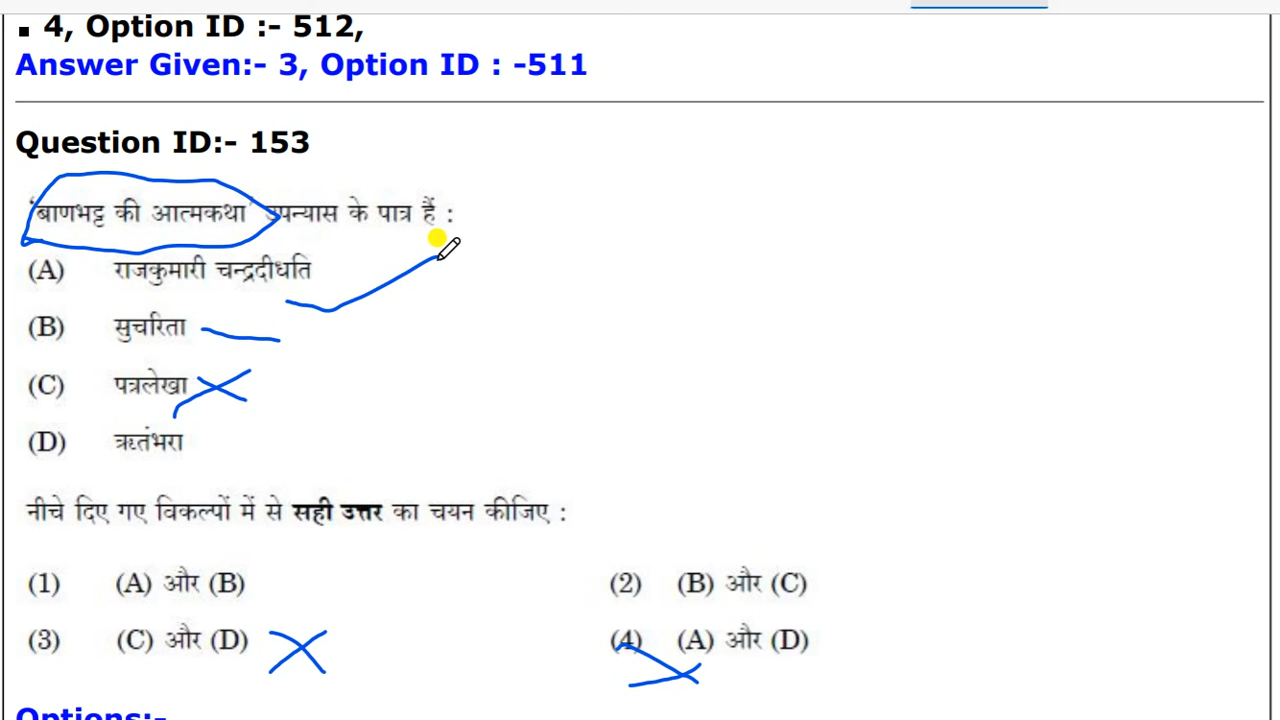 ▪ 4, Option ID :- 512,
Answer Given:- 3, Option ID : -511
Question ID:- 153
'बाणभट्ट की आत्मकथा' उपन्यास के पात्र हैं :
(A) राजकुमारी चन्द्रदीधति
(B) सुचरिता
(C) पत्रलेखा
(D) ऋतंभरा
नीचे दिए गए विकल्पों में से सही उत्तर का चयन कीजिए :
(1) (A) और (B) (2) (B) और (C)
(3) (C) और (D) (4) (A) और (D)
Options:-